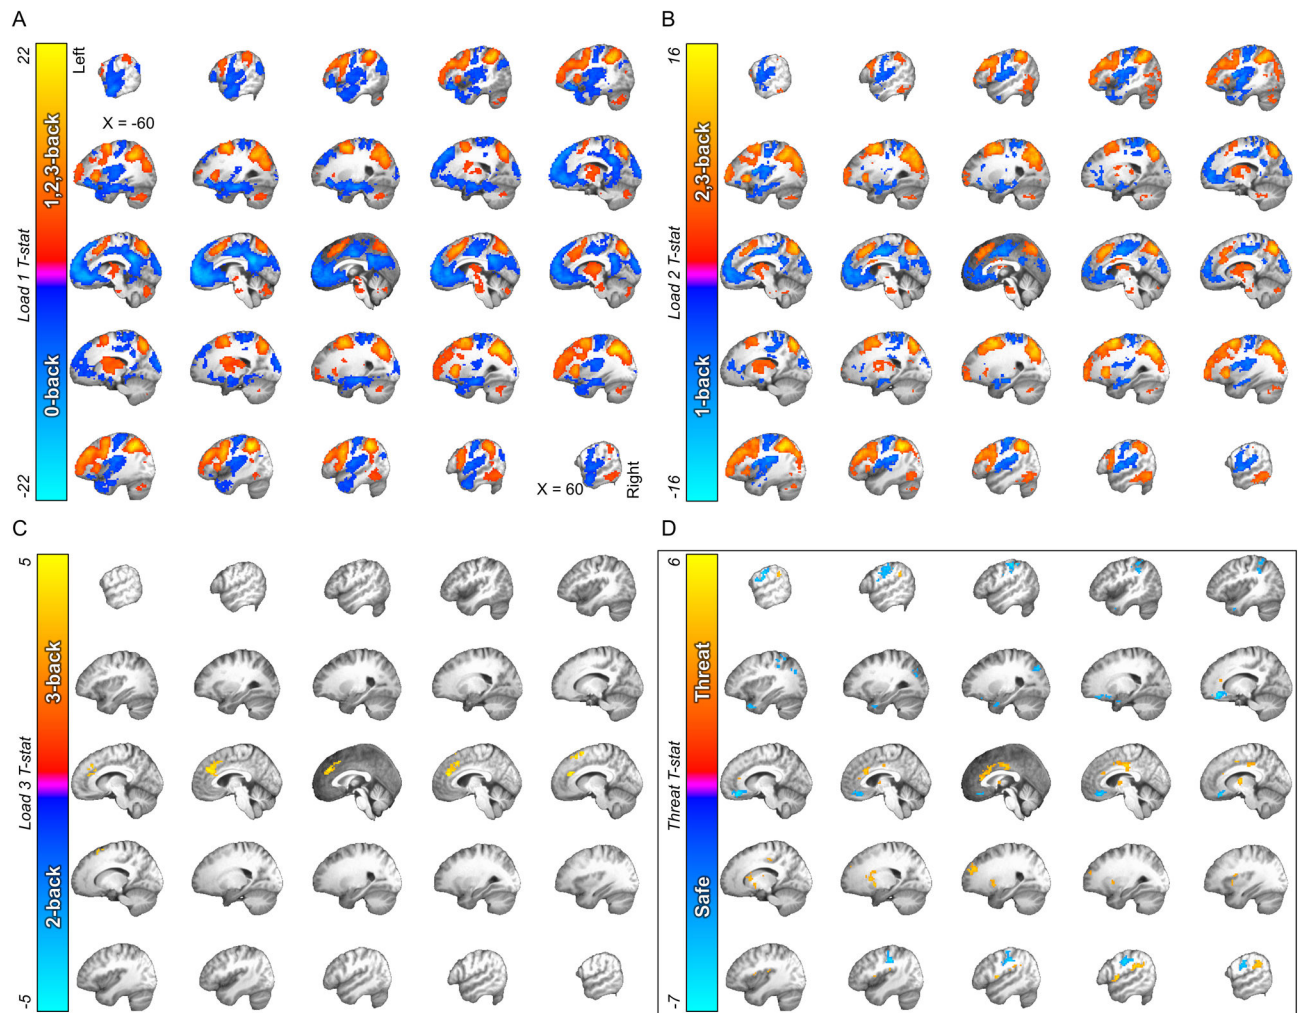 A
22
1,2,3-back
Load 1 T-stat
0-back
-22
Left
X = -60
X = 60
Right
B
16
2,3-back
Load 2 T-stat
1-back
-16
C
5
3-back
Load 3 T-stat
2-back
-5
D
6
Threat
Threat T-stat
Safe
-7